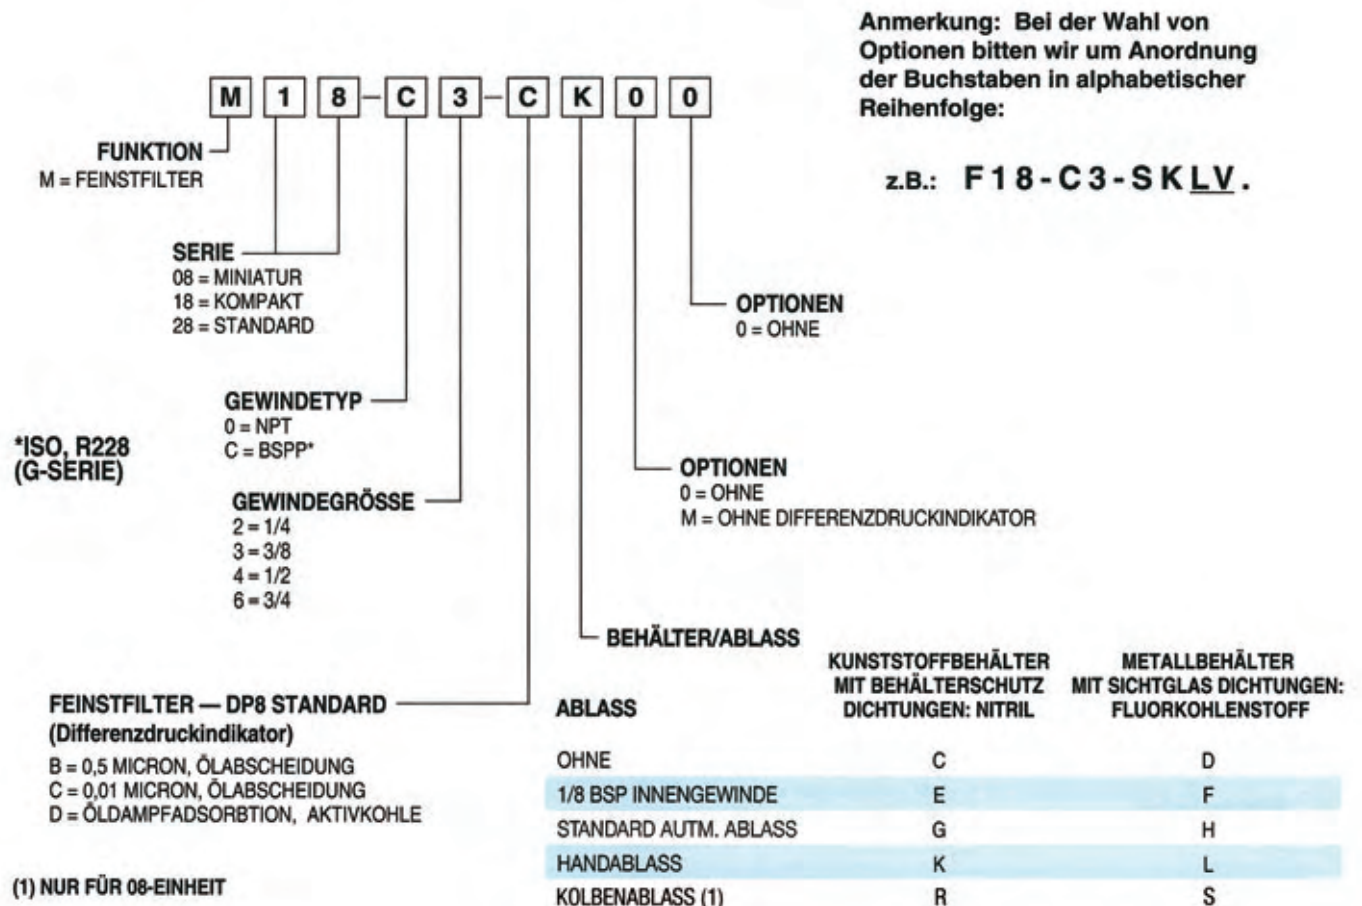 Anmerkung: Bei der Wahl von
Optionen bitten wir um Anordnung
der Buchstaben in alphabetischer
Reihenfolge:
z.B.: F18-C3-SKLV.
M 1 8 - C 3 - C K 0 0
FUNKTION
M = FEINSTFILTER
SERIE
08 = MINIATUR
18 = KOMPAKT
28 = STANDARD
OPTIONEN
0 = OHNE
GEWINDETYP
0 = NPT
C = BSPP*
*ISO, R228
(G-SERIE)
OPTIONEN
0 = OHNE
M = OHNE DIFFERENZDRUCKINDIKATOR
GEWINDEGRÖSSE
2 = 1/4
3 = 3/8
4 = 1/2
6 = 3/4
BEHÄLTER/ABLASS
FEINSTFILTER — DP8 STANDARD
(Differenzdruckindikator)
B = 0,5 MICRON, ÖLABSCHEIDUNG
C = 0,01 MICRON, ÖLABSCHEIDUNG
D = ÖLDAMPFADSORBTION, AKTIVKOHLE
(1) NUR FÜR 08-EINHEIT
KUNSTSTOFFBEHÄLTER METALLBEHÄLTER
MIT BEHÄLTERSCHUTZ MIT SICHTGLAS DICHTUNGEN:
ABLASS DICHTUNGEN: NITRIL FLUORKOHLENSTOFF
OHNE C D
1/8 BSP INNENGEWINDE E F
STANDARD AUTM. ABLASS G H
HANDABLASS K L
KOLBENABLASS (1) R S